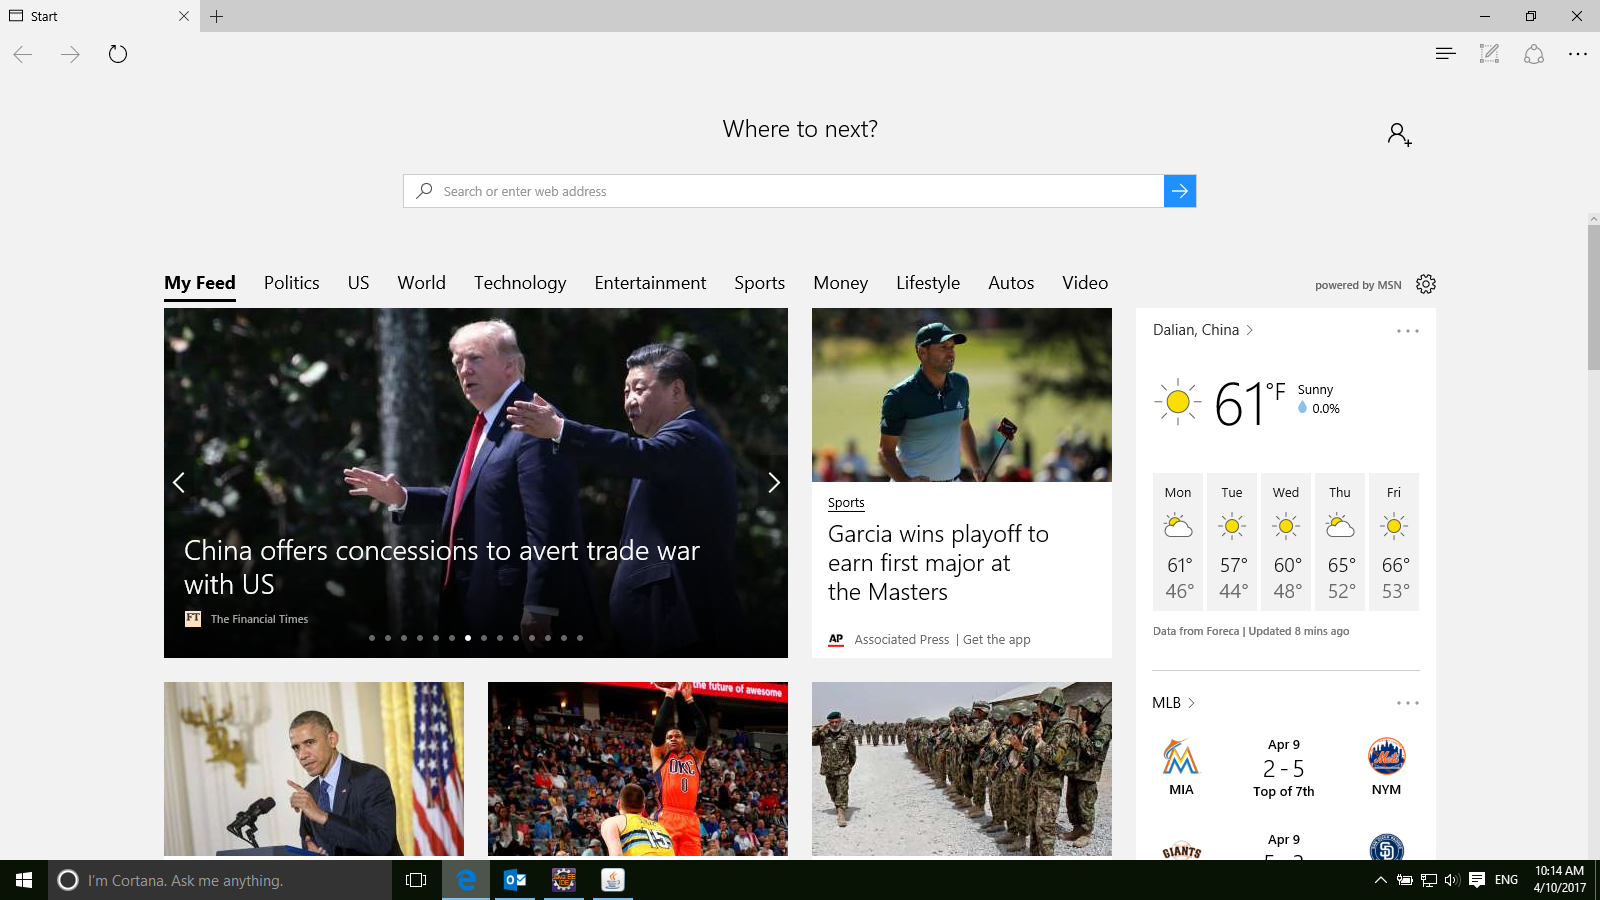 Start
Where to next?
Search or enter web address
My Feed Politics US World Technology Entertainment Sports Money Lifestyle Autos Video
powered by MSN
China offers concessions to avert trade war
with US
FT The Financial Times
Sports
Garcia wins playoff to
earn first major at
the Masters
AP Associated Press | Get the app
Dalian, China
61 °F
Sunny
0.0%
Mon Tue Wed Thu Fri
61° 57° 60° 65° 66°
46° 44° 48° 52° 53°
Data from Foreca | Updated 8 mins ago
MLB
Apr 9
2 - 5
Top of 7th
MIA
Mets
NYM
Apr 9
GIANTS
SD
the future of awesome
OKC
0
15
I'm Cortana. Ask me anything.
ENG
10:14 AM
4/10/2017